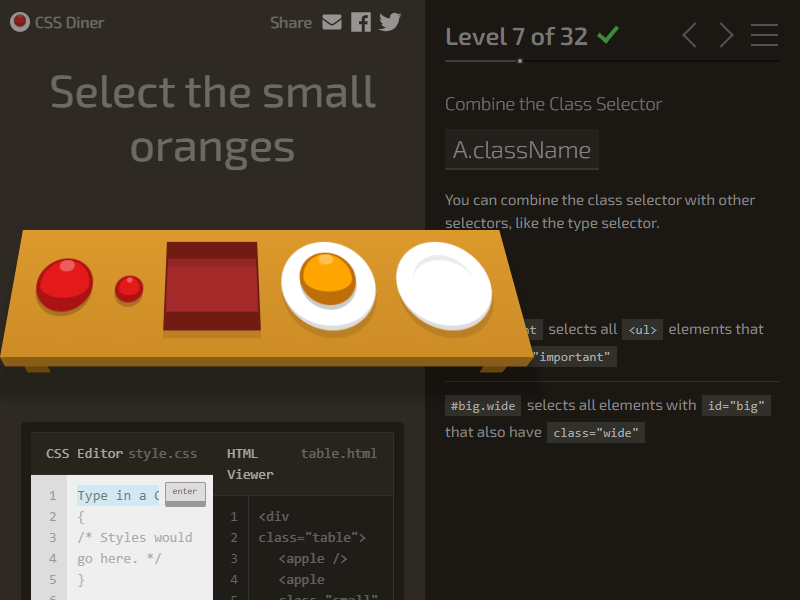 CSS Diner
Share
Select the small
oranges
CSS Editor style.css
HTML
Viewer
table.html
1
2
3
4
5
6
Type in a C
enter
{
/* Styles would
go here. */
}
1
2
3
4
5
<div
class="table">
<apple />
<apple
class="small"
Level 7 of 32
Combine the Class Selector
A.className
You can combine the class selector with other
selectors, like the type selector.
nt selects all <ul> elements that
"important"
#big.wide selects all elements with id="big"
that also have class="wide"